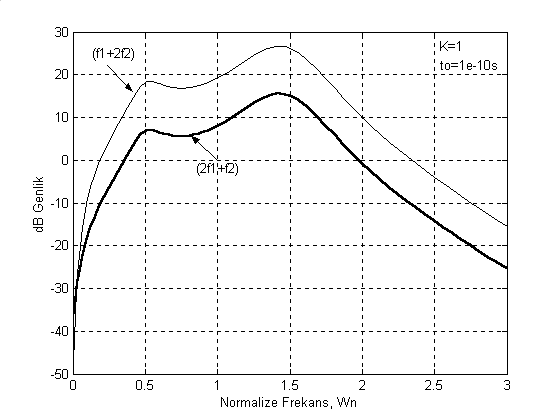 30
20
10
0
-10
-20
-30
-40
-50
dB Genlik
(f1+2f2)
(2f1+f2)
K=1
to=1e-10s
0 0.5 1 1.5 2 2.5 3
Normalize Frekans, Wn